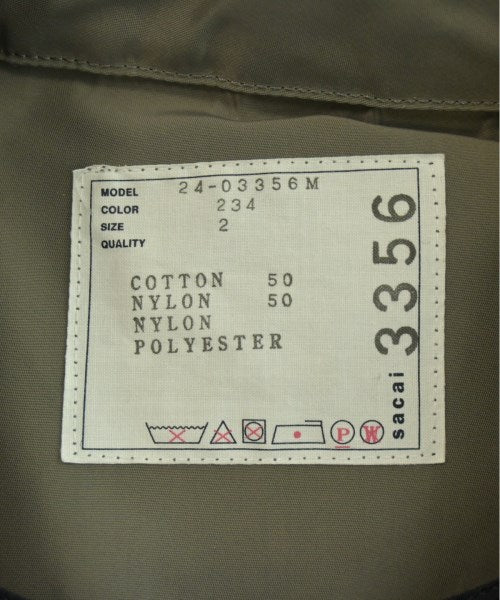 MODEL 24-03356M
COLOR 234
SIZE 2
QUALITY
COTTON 50
NYLON 50
NYLON
POLYESTER
P W
sacai 3356